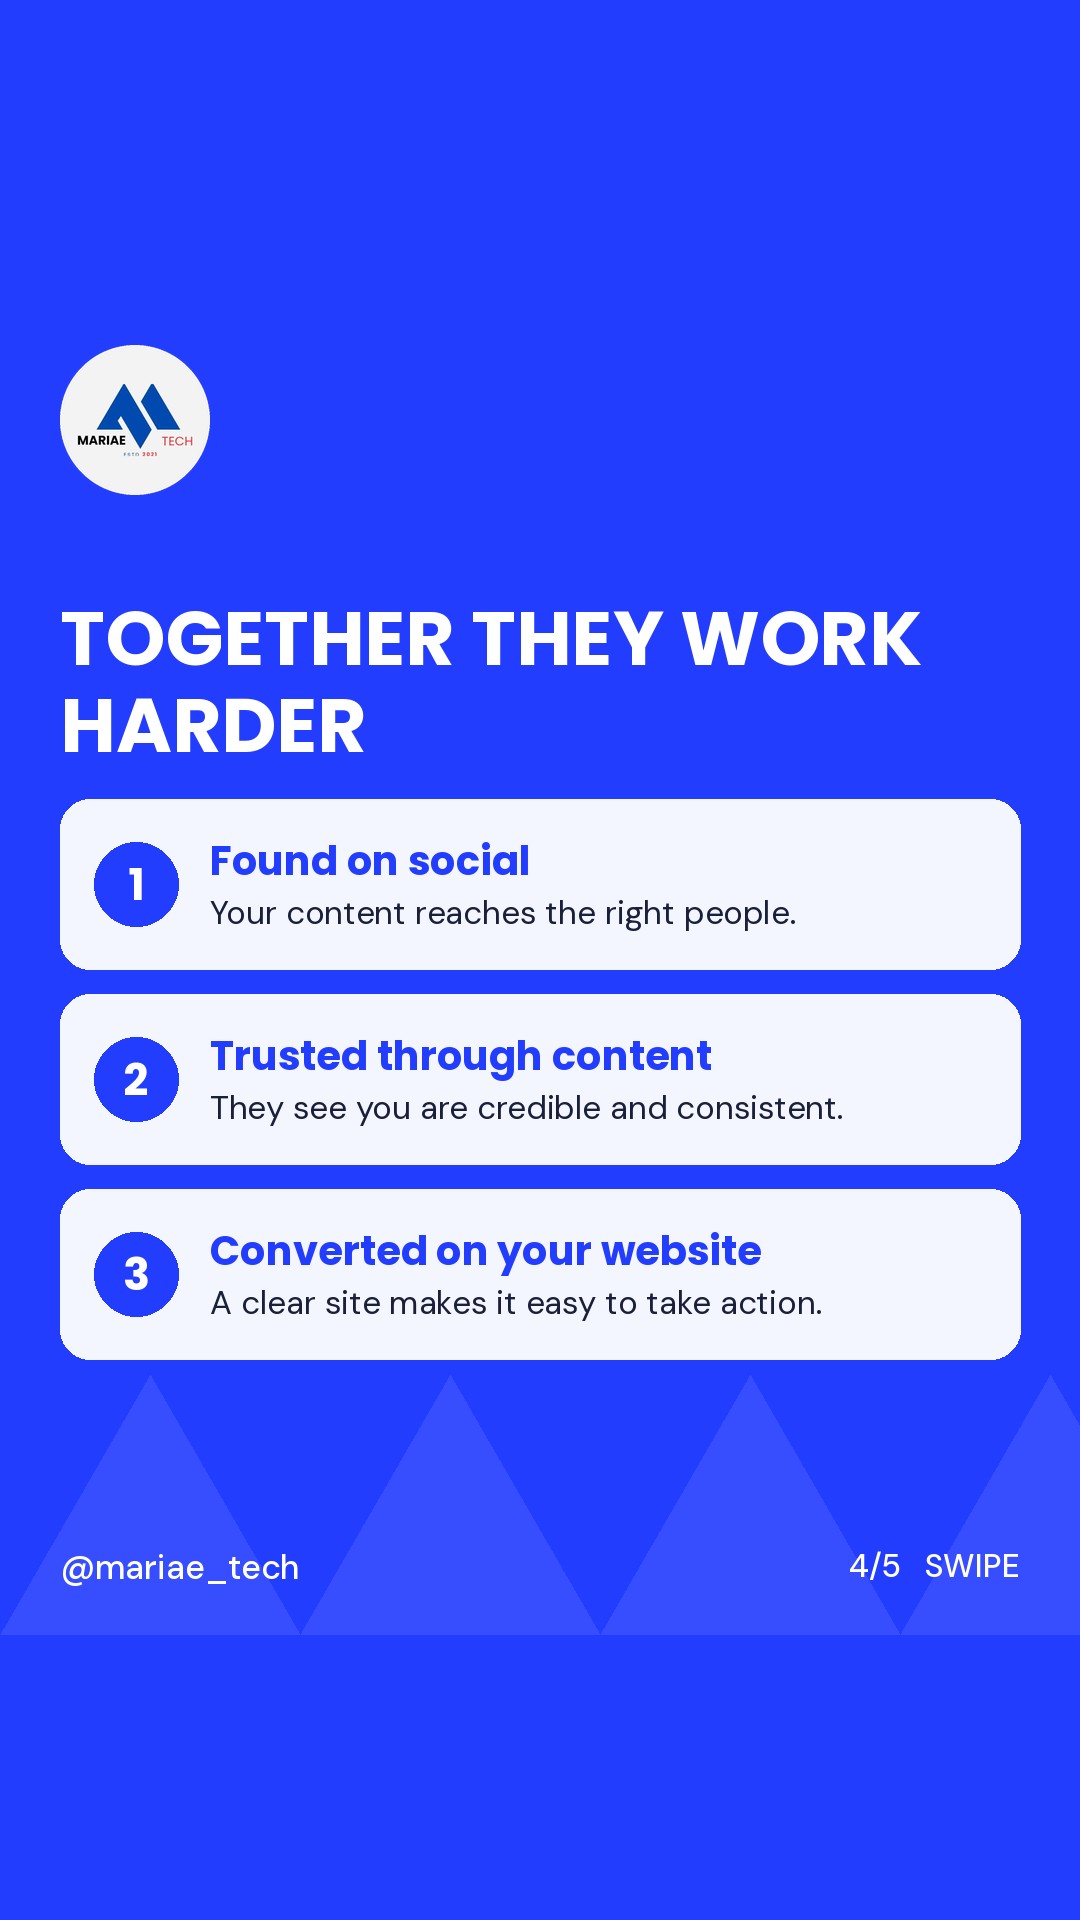 MARIAE TECH
ESTD 2021
TOGETHER THEY WORK
HARDER
1
Found on social
Your content reaches the right people.
2
Trusted through content
They see you are credible and consistent.
3
Converted on your website
A clear site makes it easy to take action.
@mariae_tech
4/5 SWIPE